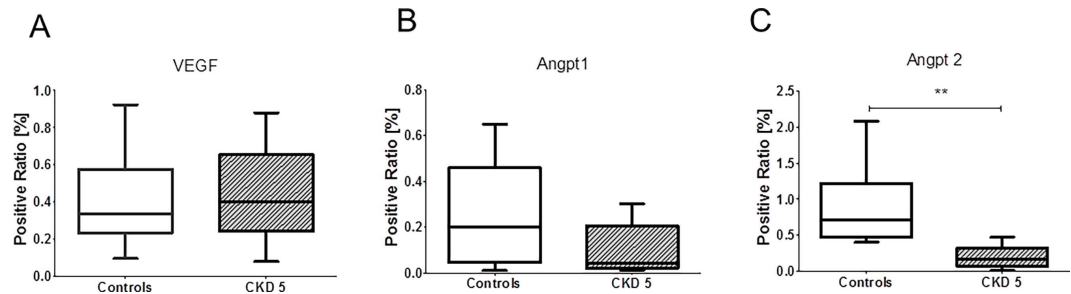 A
VEGF
Positive Ratio [%]
1.0
0.8
0.6
0.4
0.2
0.0
Controls
CKD 5
B
Angpt1
Positive Ratio [%]
0.8
0.6
0.4
0.2
0.0
Controls
CKD 5
C
Angpt 2
Positive Ratio [%]
2.5
2.0
1.5
1.0
0.5
0.0
**
Controls
CKD 5